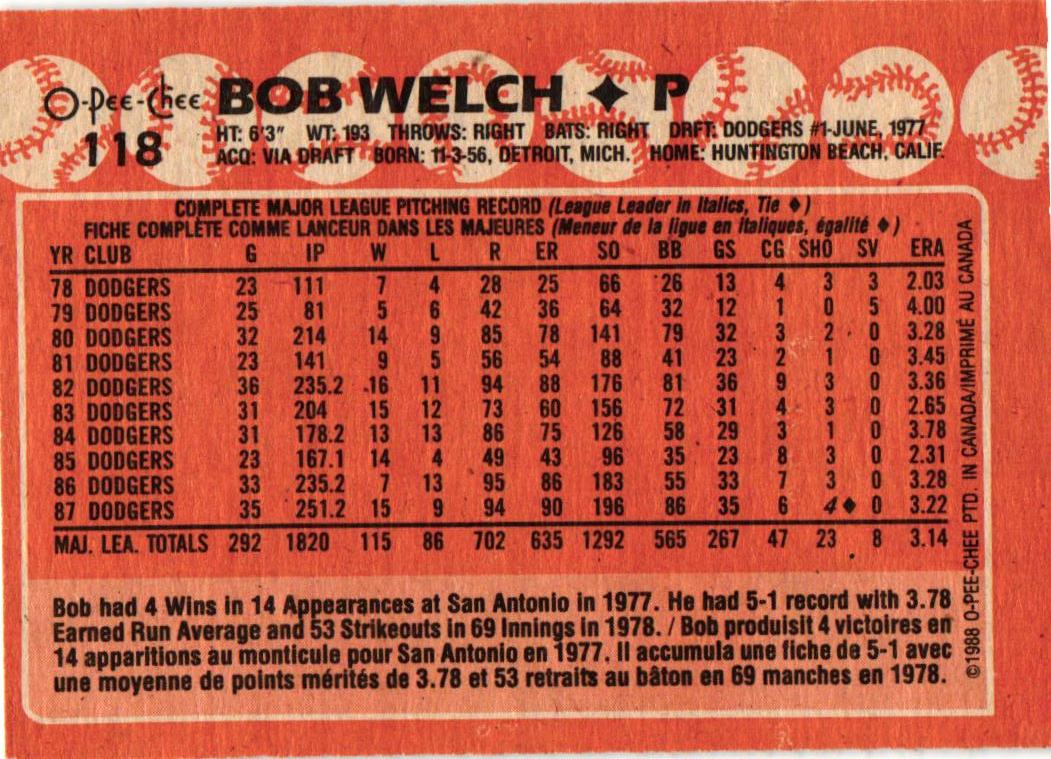 O-Pee-Chee BOB WELCH ♦ P
118 HT: 6'3" WT: 193 THROWS: RIGHT BATS: RIGHT DRFT: DODGERS #1-JUNE, 1977
ACQ: VIA DRAFT BORN: 11-3-56, DETROIT, MICH. HOME: HUNTINGTON BEACH, CALIF.
COMPLETE MAJOR LEAGUE PITCHING RECORD (League Leader in Italics, Tie ♦)
FICHE COMPLÈTE COMME LANCEUR DANS LES MAJEURES (Meneur de la ligue en italiques, égalité ♦)
YR CLUB G IP W L R ER SO BB GS CG SHO SV ERA
78 DODGERS 23 111 7 4 28 25 66 26 13 4 3 3 2.03
79 DODGERS 25 81 5 6 42 36 64 32 12 1 0 5 4.00
80 DODGERS 32 214 14 9 85 78 141 79 32 3 2 0 3.28
81 DODGERS 23 141 9 5 56 54 88 41 23 2 1 0 3.45
82 DODGERS 36 235.2 16 11 94 88 176 81 36 9 3 0 3.36
83 DODGERS 31 204 15 12 73 60 156 72 31 4 3 0 2.65
84 DODGERS 31 178.2 13 13 86 75 126 58 29 3 1 0 3.78
85 DODGERS 23 167.1 14 4 49 43 96 35 23 8 3 0 2.31
86 DODGERS 33 235.2 7 13 95 86 183 55 33 7 3 0 3.28
87 DODGERS 35 251.2 15 9 94 90 196 86 35 6 4♦ 0 3.22
MAJ. LEA. TOTALS 292 1820 115 86 702 635 1292 565 267 47 23 8 3.14
Bob had 4 Wins in 14 Appearances at San Antonio in 1977. He had 5-1 record with 3.78
Earned Run Average and 53 Strikeouts in 69 Innings in 1978. / Bob produisit 4 victoires en
14 apparitions au monticule pour San Antonio en 1977. Il accumula une fiche de 5-1 avec
une moyenne de points mérités de 3.78 et 53 retraits au bâton en 69 manches en 1978.
©1988 O-PEE-CHEE PTD. IN CANADA/IMPRIMÉ AU CANADA